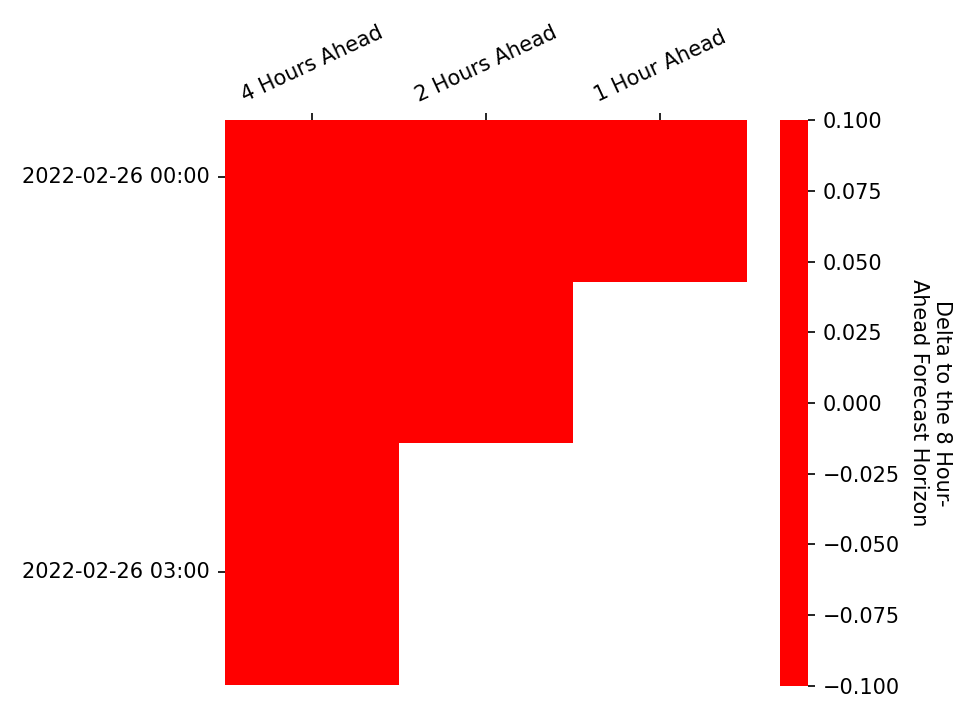 4 Hours Ahead
2 Hours Ahead
1 Hour Ahead
2022-02-26 00:00
2022-02-26 03:00
0.100
0.075
0.050
0.025
0.000
−0.025
−0.050
−0.075
−0.100
Delta to the 8 Hour-
Ahead Forecast Horizon